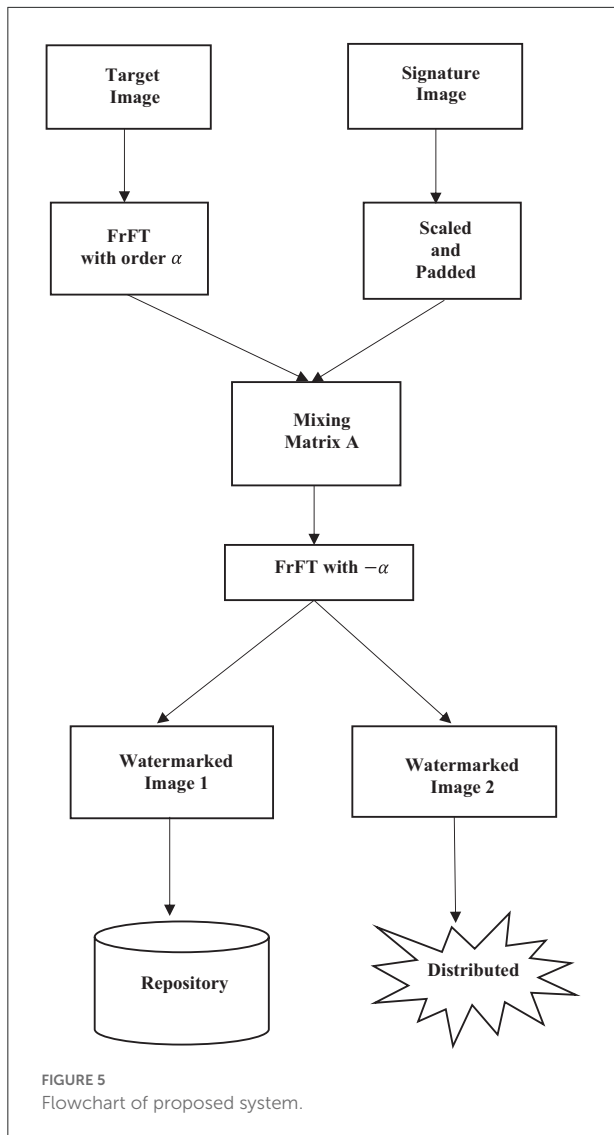 Target
Image
Signature
Image
FrFT
with order α
Scaled
and
Padded
Mixing
Matrix A
FrFT with −α
Watermarked
Image 1
Watermarked
Image 2
Repository
Distributed
FIGURE 5
Flowchart of proposed system.